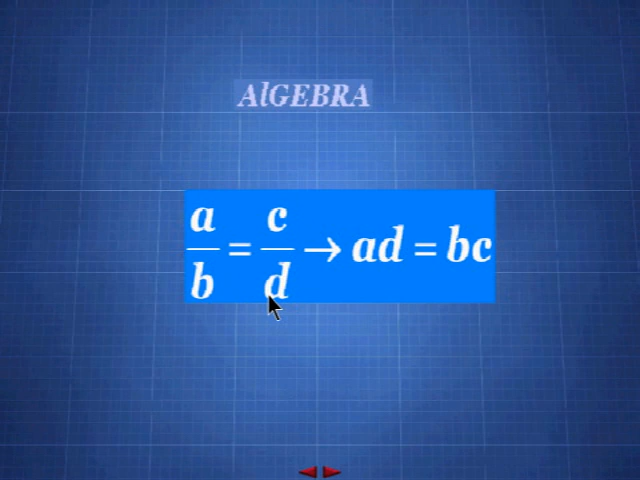 AlGEBRA
a/b = c/d → ad = bc